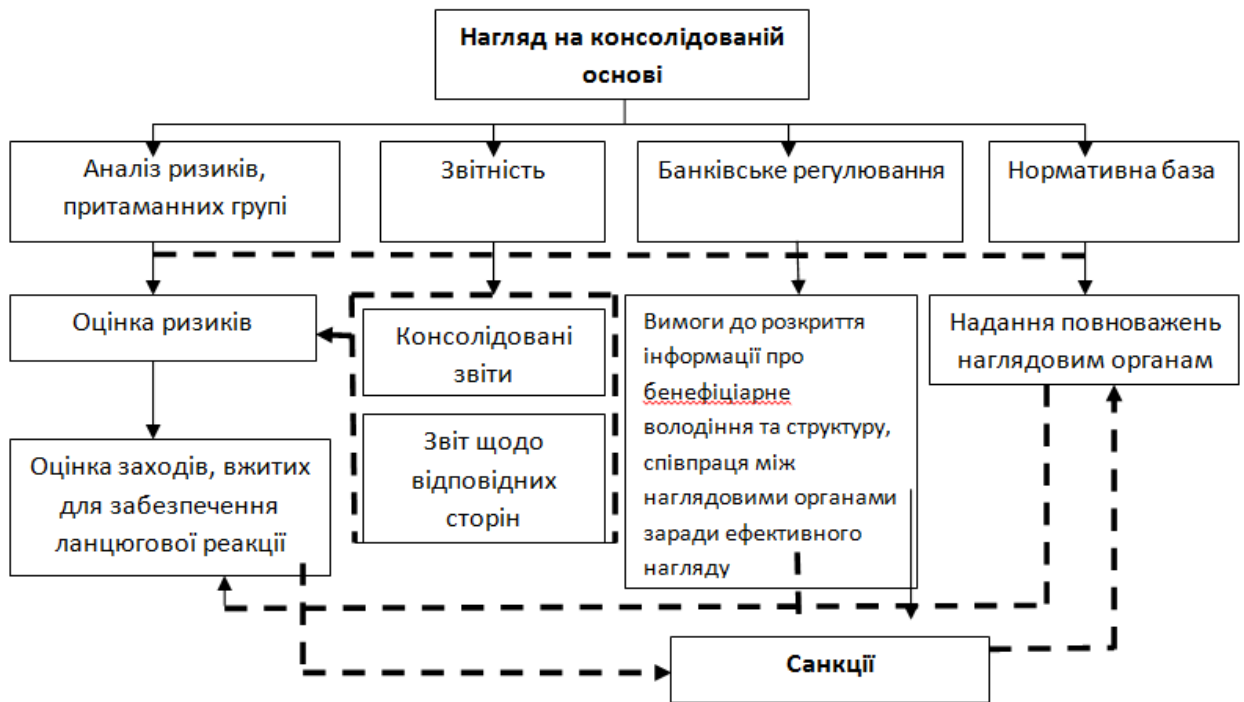 Нагляд на консолідованій
основі
Аналіз ризиків,
притаманних групі
Звітність
Банківське регулювання
Нормативна база
Оцінка ризиків
Консолідовані
звіти
Вимоги до розкриття
інформації про
бенефіціарне
володіння та структуру,
співпраця між
наглядовими органами
заради ефективного
нагляду
Надання повноважень
наглядовим органам
Оцінка заходів, вжитих
для забезпечення
ланцюгової реакції
Звіт щодо
відповідних
сторін
Санкції